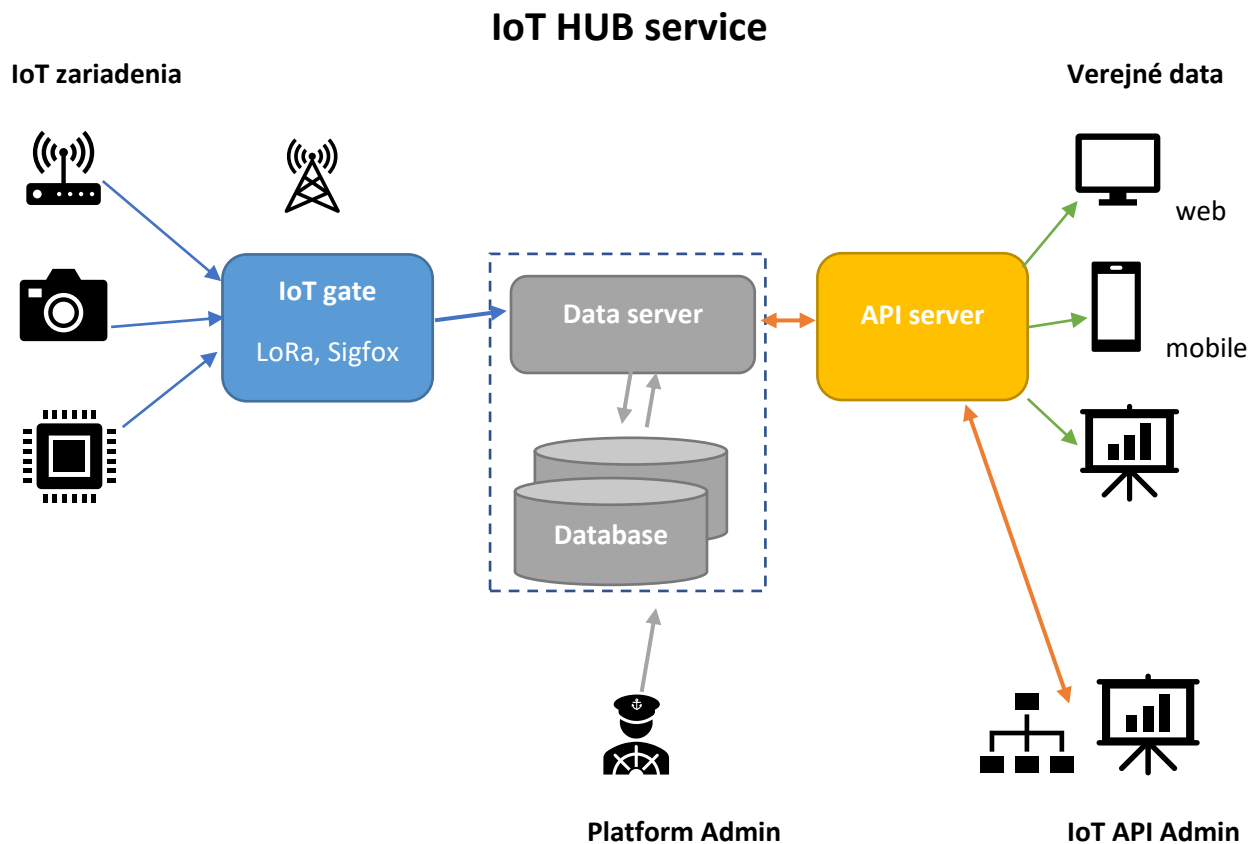 IoT HUB service
IoT zariadenia
Verejné data
web
IoT gate
LoRa, Sigfox
Data server
API server
mobile
Database
Platform Admin
IoT API Admin